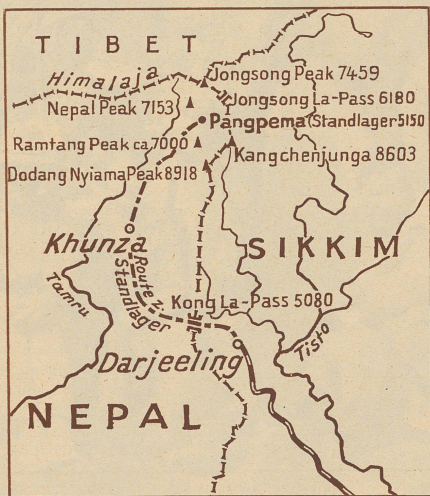 TIBET
Himalaja
Jongsong Peak 7459
Nepal Peak 7153
Jongsong La-Pass 6180
Pangpema (Standlager 5150
Ramtang Peak ca 7000
Kangchenjunga 8603
Dodang Nyiama Peak 8918
Khunza
SIKKIM
Route z.
Standlager
Tamru
Kong La-Pass 5080
Tisto
Darjeeling
NEPAL